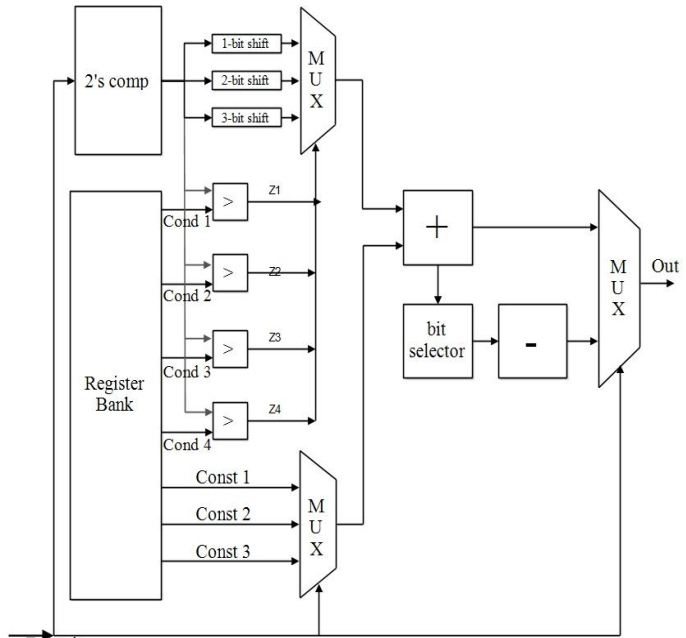 2's comp
1-bit shift
2-bit shift
3-bit shift
M
U
X
>
Z1
Cond 1
>
Z2
Cond 2
>
Z3
Cond 3
>
Z4
Cond 4
Register
Bank
Const 1
Const 2
Const 3
M
U
X
+
bit
selector
-
M
U
X
Out